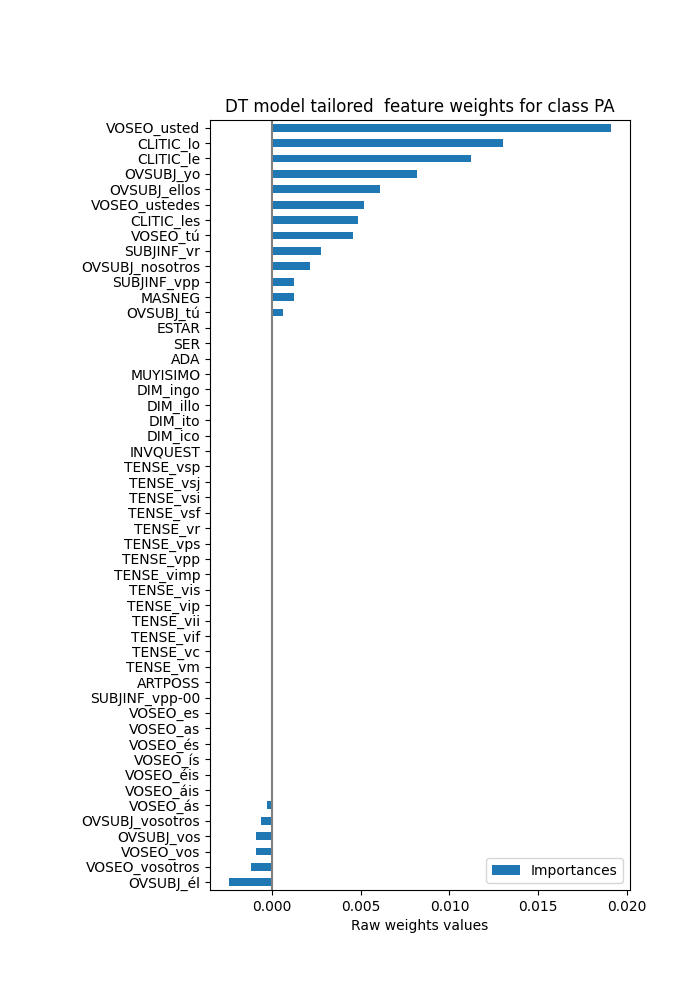 DT model tailored  feature weights for class PA
VOSEO_usted
CLITIC_lo
CLITIC_le
OVSUBJ_yo
OVSUBJ_ellos
VOSEO_ustedes
CLITIC_les
VOSEO_tú
SUBJINF_vr
OVSUBJ_nosotros
SUBJINF_vpp
MASNEG
OVSUBJ_tú
ESTAR
SER
ADA
MUYISIMO
DIM_ingo
DIM_illo
DIM_ito
DIM_ico
INVQUEST
TENSE_vsp
TENSE_vsj
TENSE_vsi
TENSE_vsf
TENSE_vr
TENSE_vps
TENSE_vpp
TENSE_vimp
TENSE_vis
TENSE_vip
TENSE_vii
TENSE_vif
TENSE_vc
TENSE_vm
ARTPOSS
SUBJINF_vpp-00
VOSEO_es
VOSEO_as
VOSEO_és
VOSEO_ís
VOSEO_éis
VOSEO_áis
VOSEO_ás
OVSUBJ_vosotros
OVSUBJ_vos
VOSEO_vos
VOSEO_vosotros
OVSUBJ_él
Importances
0.000 0.005 0.010 0.015 0.020
Raw weights values